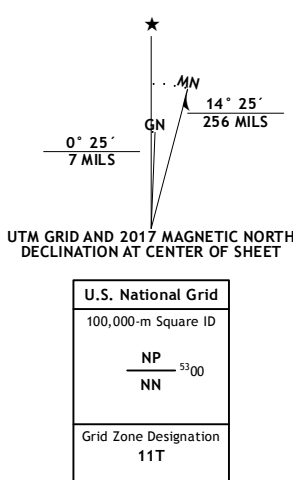 ★
MN
GN
0° 25´
7 MILS
14° 25´
256 MILS
UTM GRID AND 2017 MAGNETIC NORTH
DECLINATION AT CENTER OF SHEET
U.S. National Grid
100,000-m Square ID
NP
5300
NN
Grid Zone Designation
11T